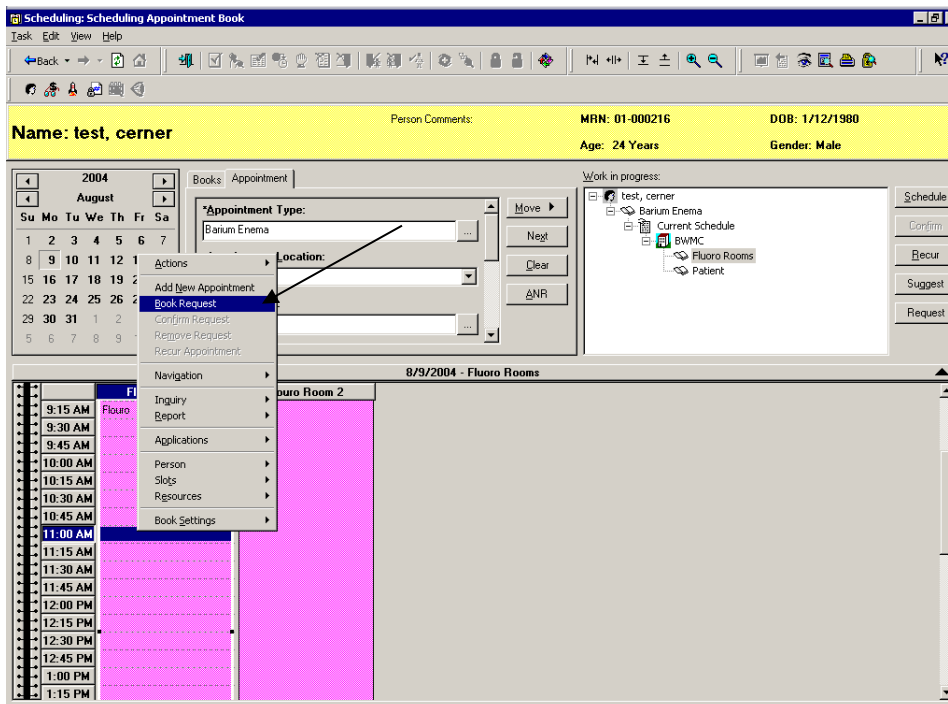 Scheduling: Scheduling Appointment Book
Task Edit View Help
Back
Name: test, cerner
Person Comments:
MRN: 01-000216
DOB: 1/12/1980
Age: 24 Years
Gender: Male
2004
August
Su Mo Tu We Th Fr Sa
1 2 3 4 5 6 7
8 9 10 11 12
15 16 17 18 19
22 23 24 25 26
29 30 31 1 2
5 6 7 8 9
Books Appointment
*Appointment Type:
Barium Enema
...
Location:
...
Move
Next
Clear
ANR
Work in progress:
test, cerner
Barium Enema
Current Schedule
BWMC
Fluoro Rooms
Patient
Schedule
Confirm
Recur
Suggest
Request
Actions
Add New Appointment
Book Request
Confirm Request
Remove Request
Recur Appointment
Navigation
Inquiry
Report
Applications
Person
Slots
Resources
Book Settings
8/9/2004 - Fluoro Rooms
Fl
ouro Room 2
9:15 AM Flouro
9:30 AM
9:45 AM
10:00 AM
10:15 AM
10:30 AM
10:45 AM
11:00 AM
11:15 AM
11:30 AM
11:45 AM
12:00 PM
12:15 PM
12:30 PM
12:45 PM
1:00 PM
1:15 PM